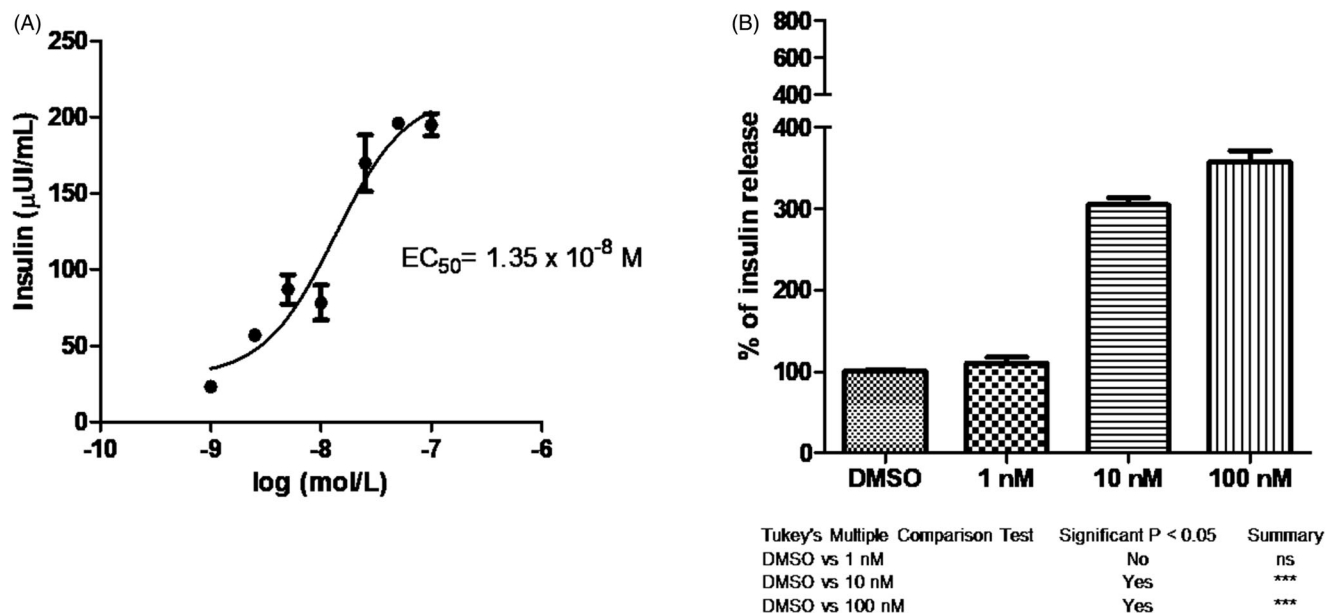 (A)
250
200
150
100
50
0
Insulin (µUI/mL)
EC50= 1.35 x 10-8 M
-10 -9 -8 -7 -6
log (mol/L)
(B)
800
600
400
400
300
200
100
0
% of insulin release
DMSO 1 nM 10 nM 100 nM
Tukey's Multiple Comparison Test Significant P < 0.05 Summary
DMSO vs 1 nM No ns
DMSO vs 10 nM Yes ***
DMSO vs 100 nM Yes ***